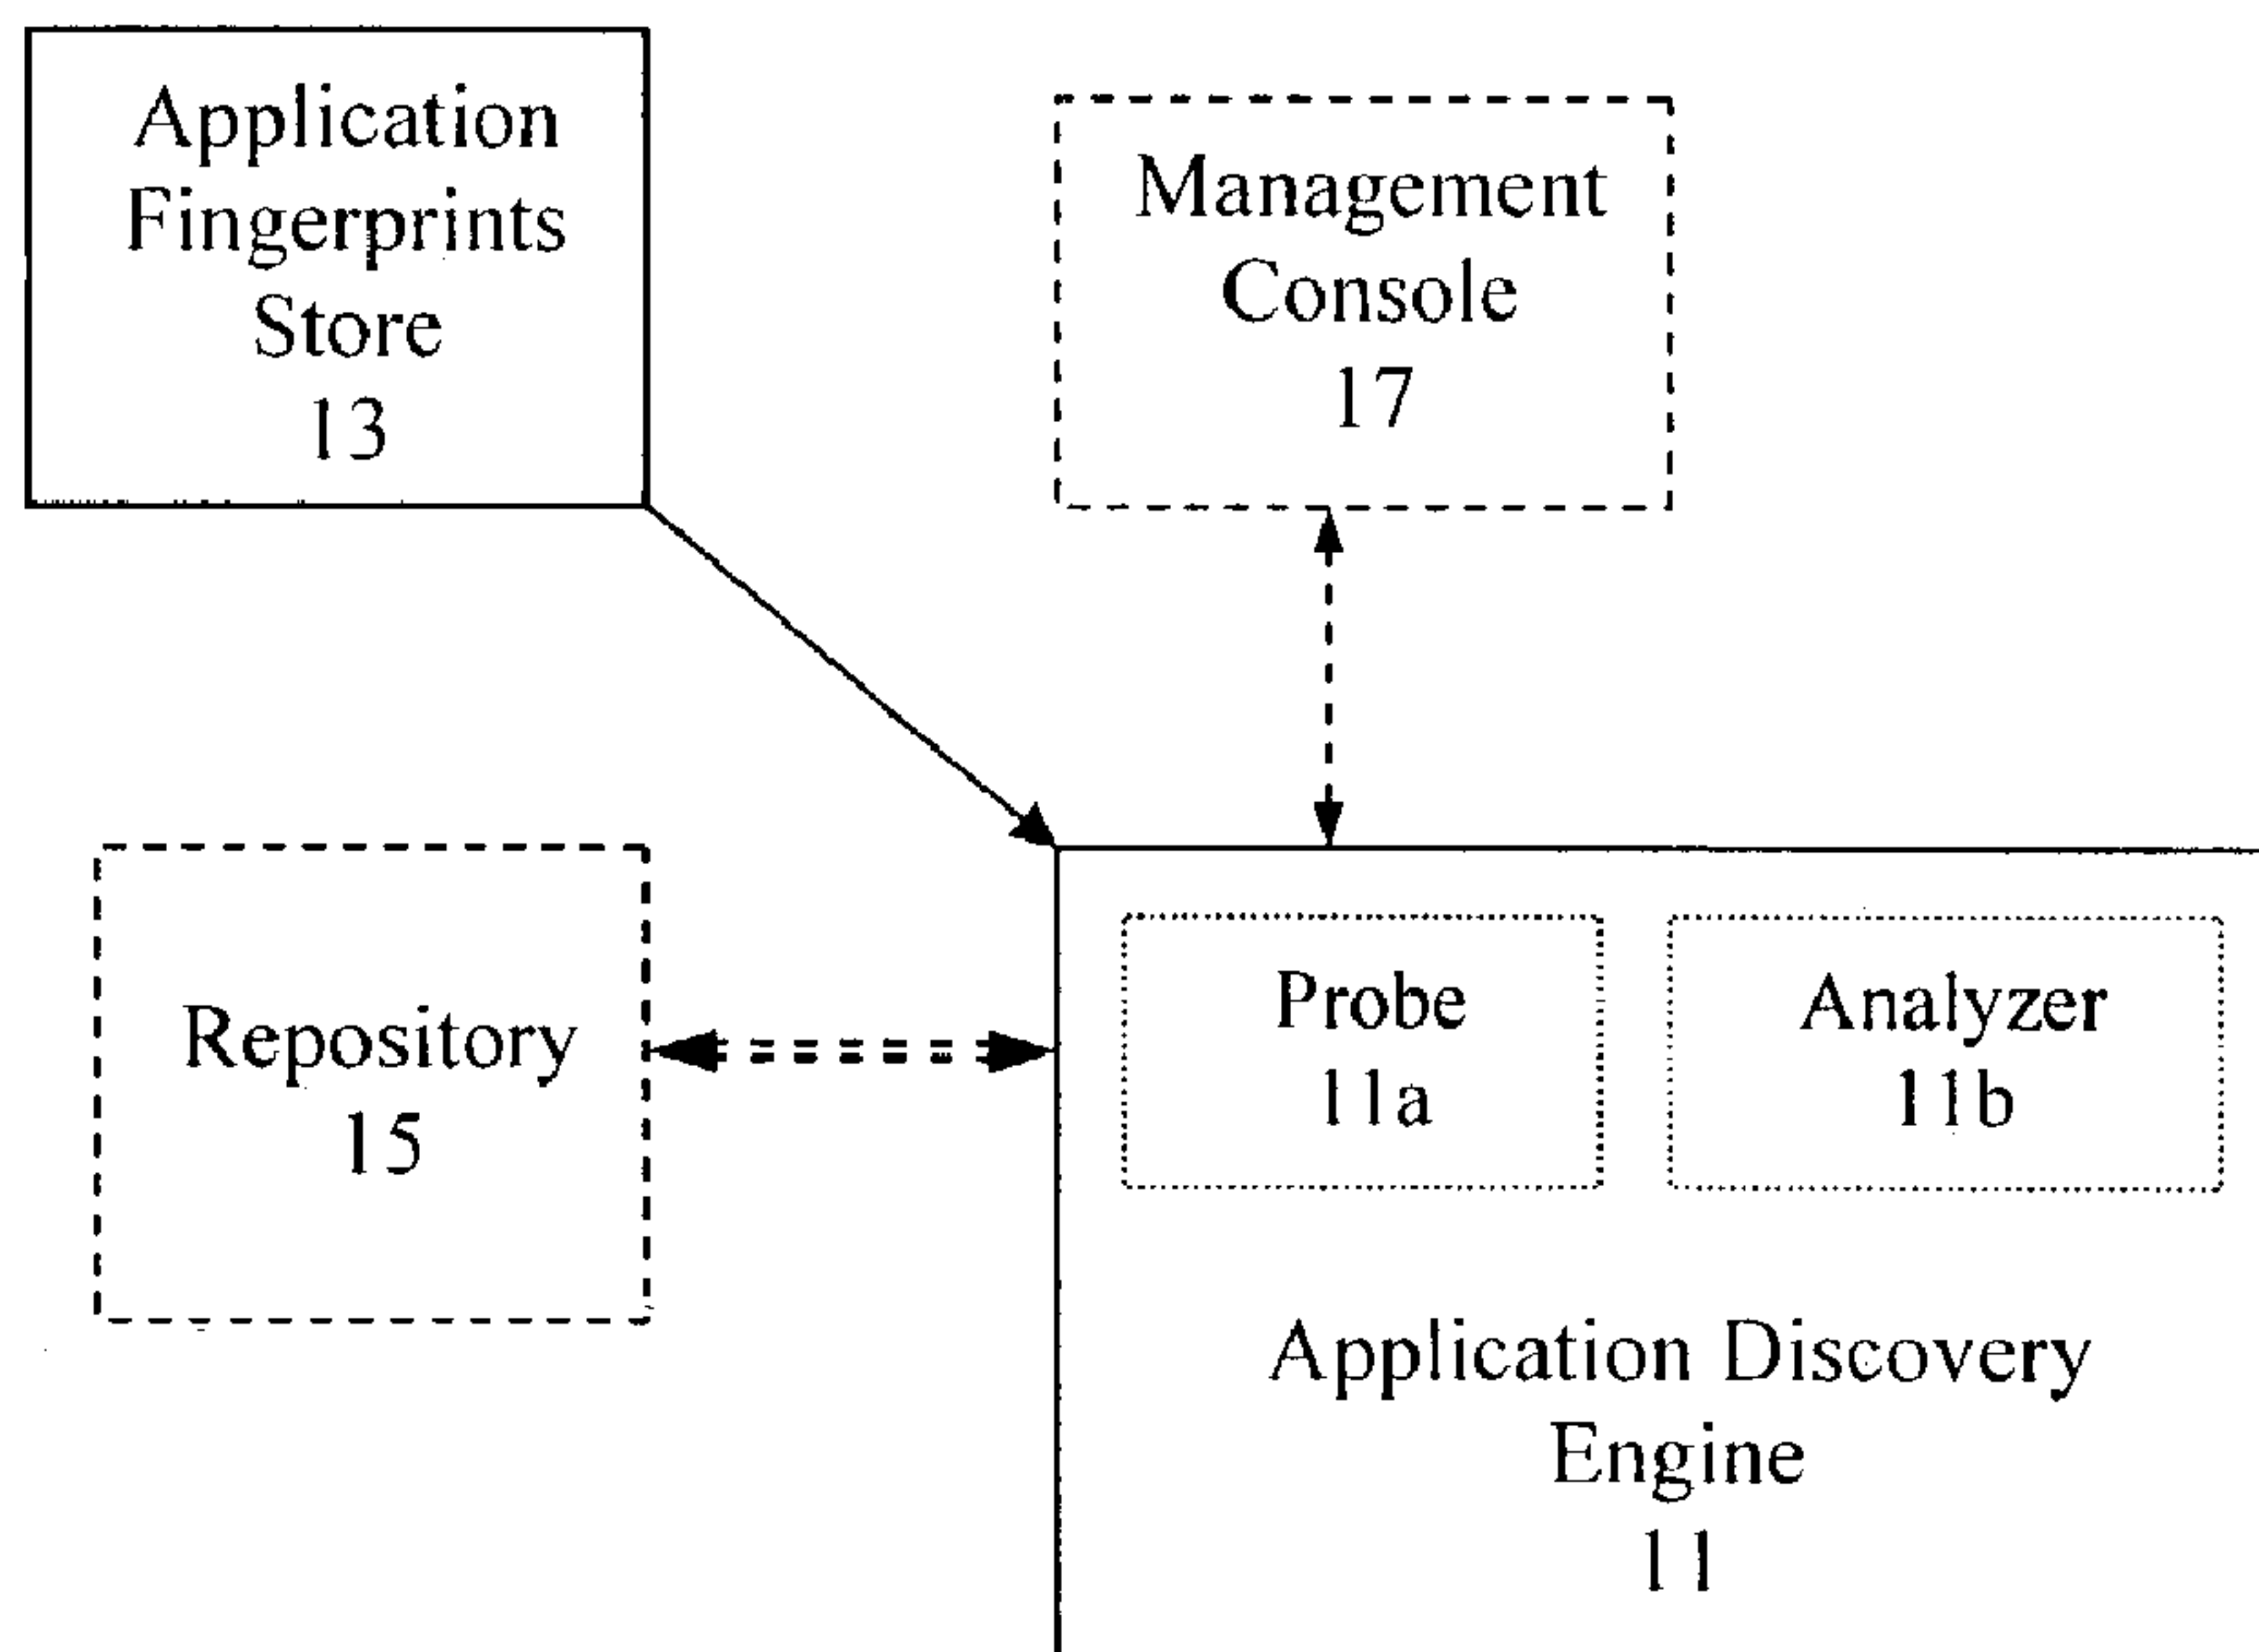 Application
Fingerprints
Store
13
Management
Console
17
Repository
15
Probe
11a
Analyzer
11b
Application Discovery
Engine
11